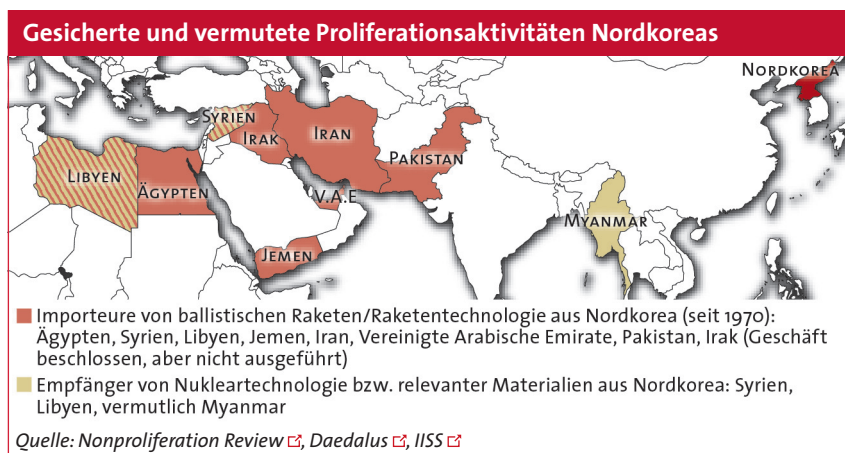 Gesicherte und vermutete Proliferationsaktivitäten Nordkoreas
Nordkorea
Syrien
Irak
Iran
Pakistan
Libyen
Ägypten
V.A.E
Myanmar
Jemen
Importeure von ballistischen Raketen/Raketentechnologie aus Nordkorea (seit 1970):
Ägypten, Syrien, Libyen, Jemen, Iran, Vereinigte Arabische Emirate, Pakistan, Irak (Geschäft
beschlossen, aber nicht ausgeführt)
Empfänger von Nukleartechnologie bzw. relevanter Materialien aus Nordkorea: Syrien,
Libyen, vermutlich Myanmar
Quelle: Nonproliferation Review, Daedalus, IISS